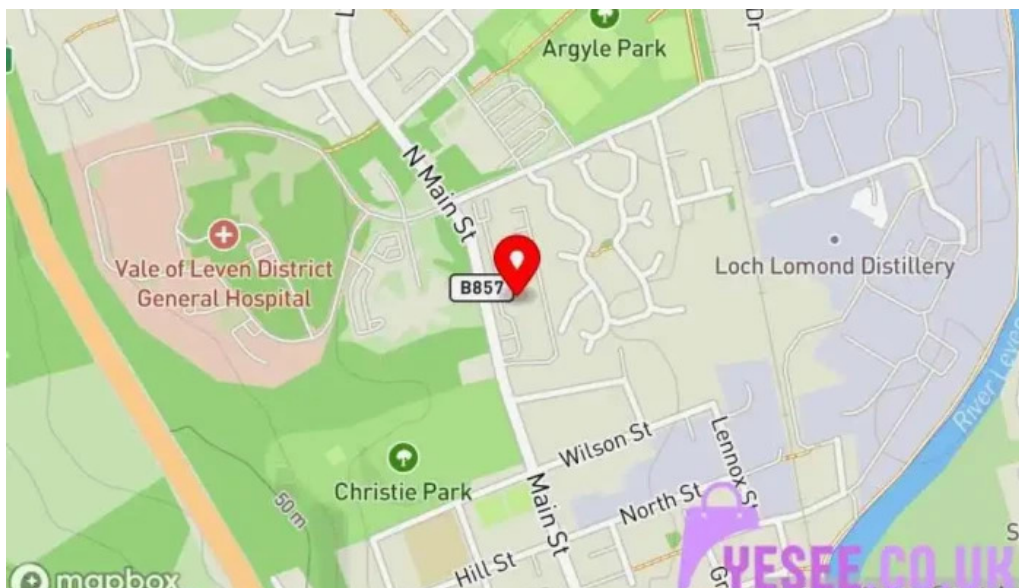 Argyle Park
Dr
N Main St
Vale of Leven District
General Hospital
B857
Loch Lomond Distillery
River Leven
Wilson St
Lennox St
Christie Park
50 m
Main St
North St
Hill St
mapbox
YESEE.CO.UK